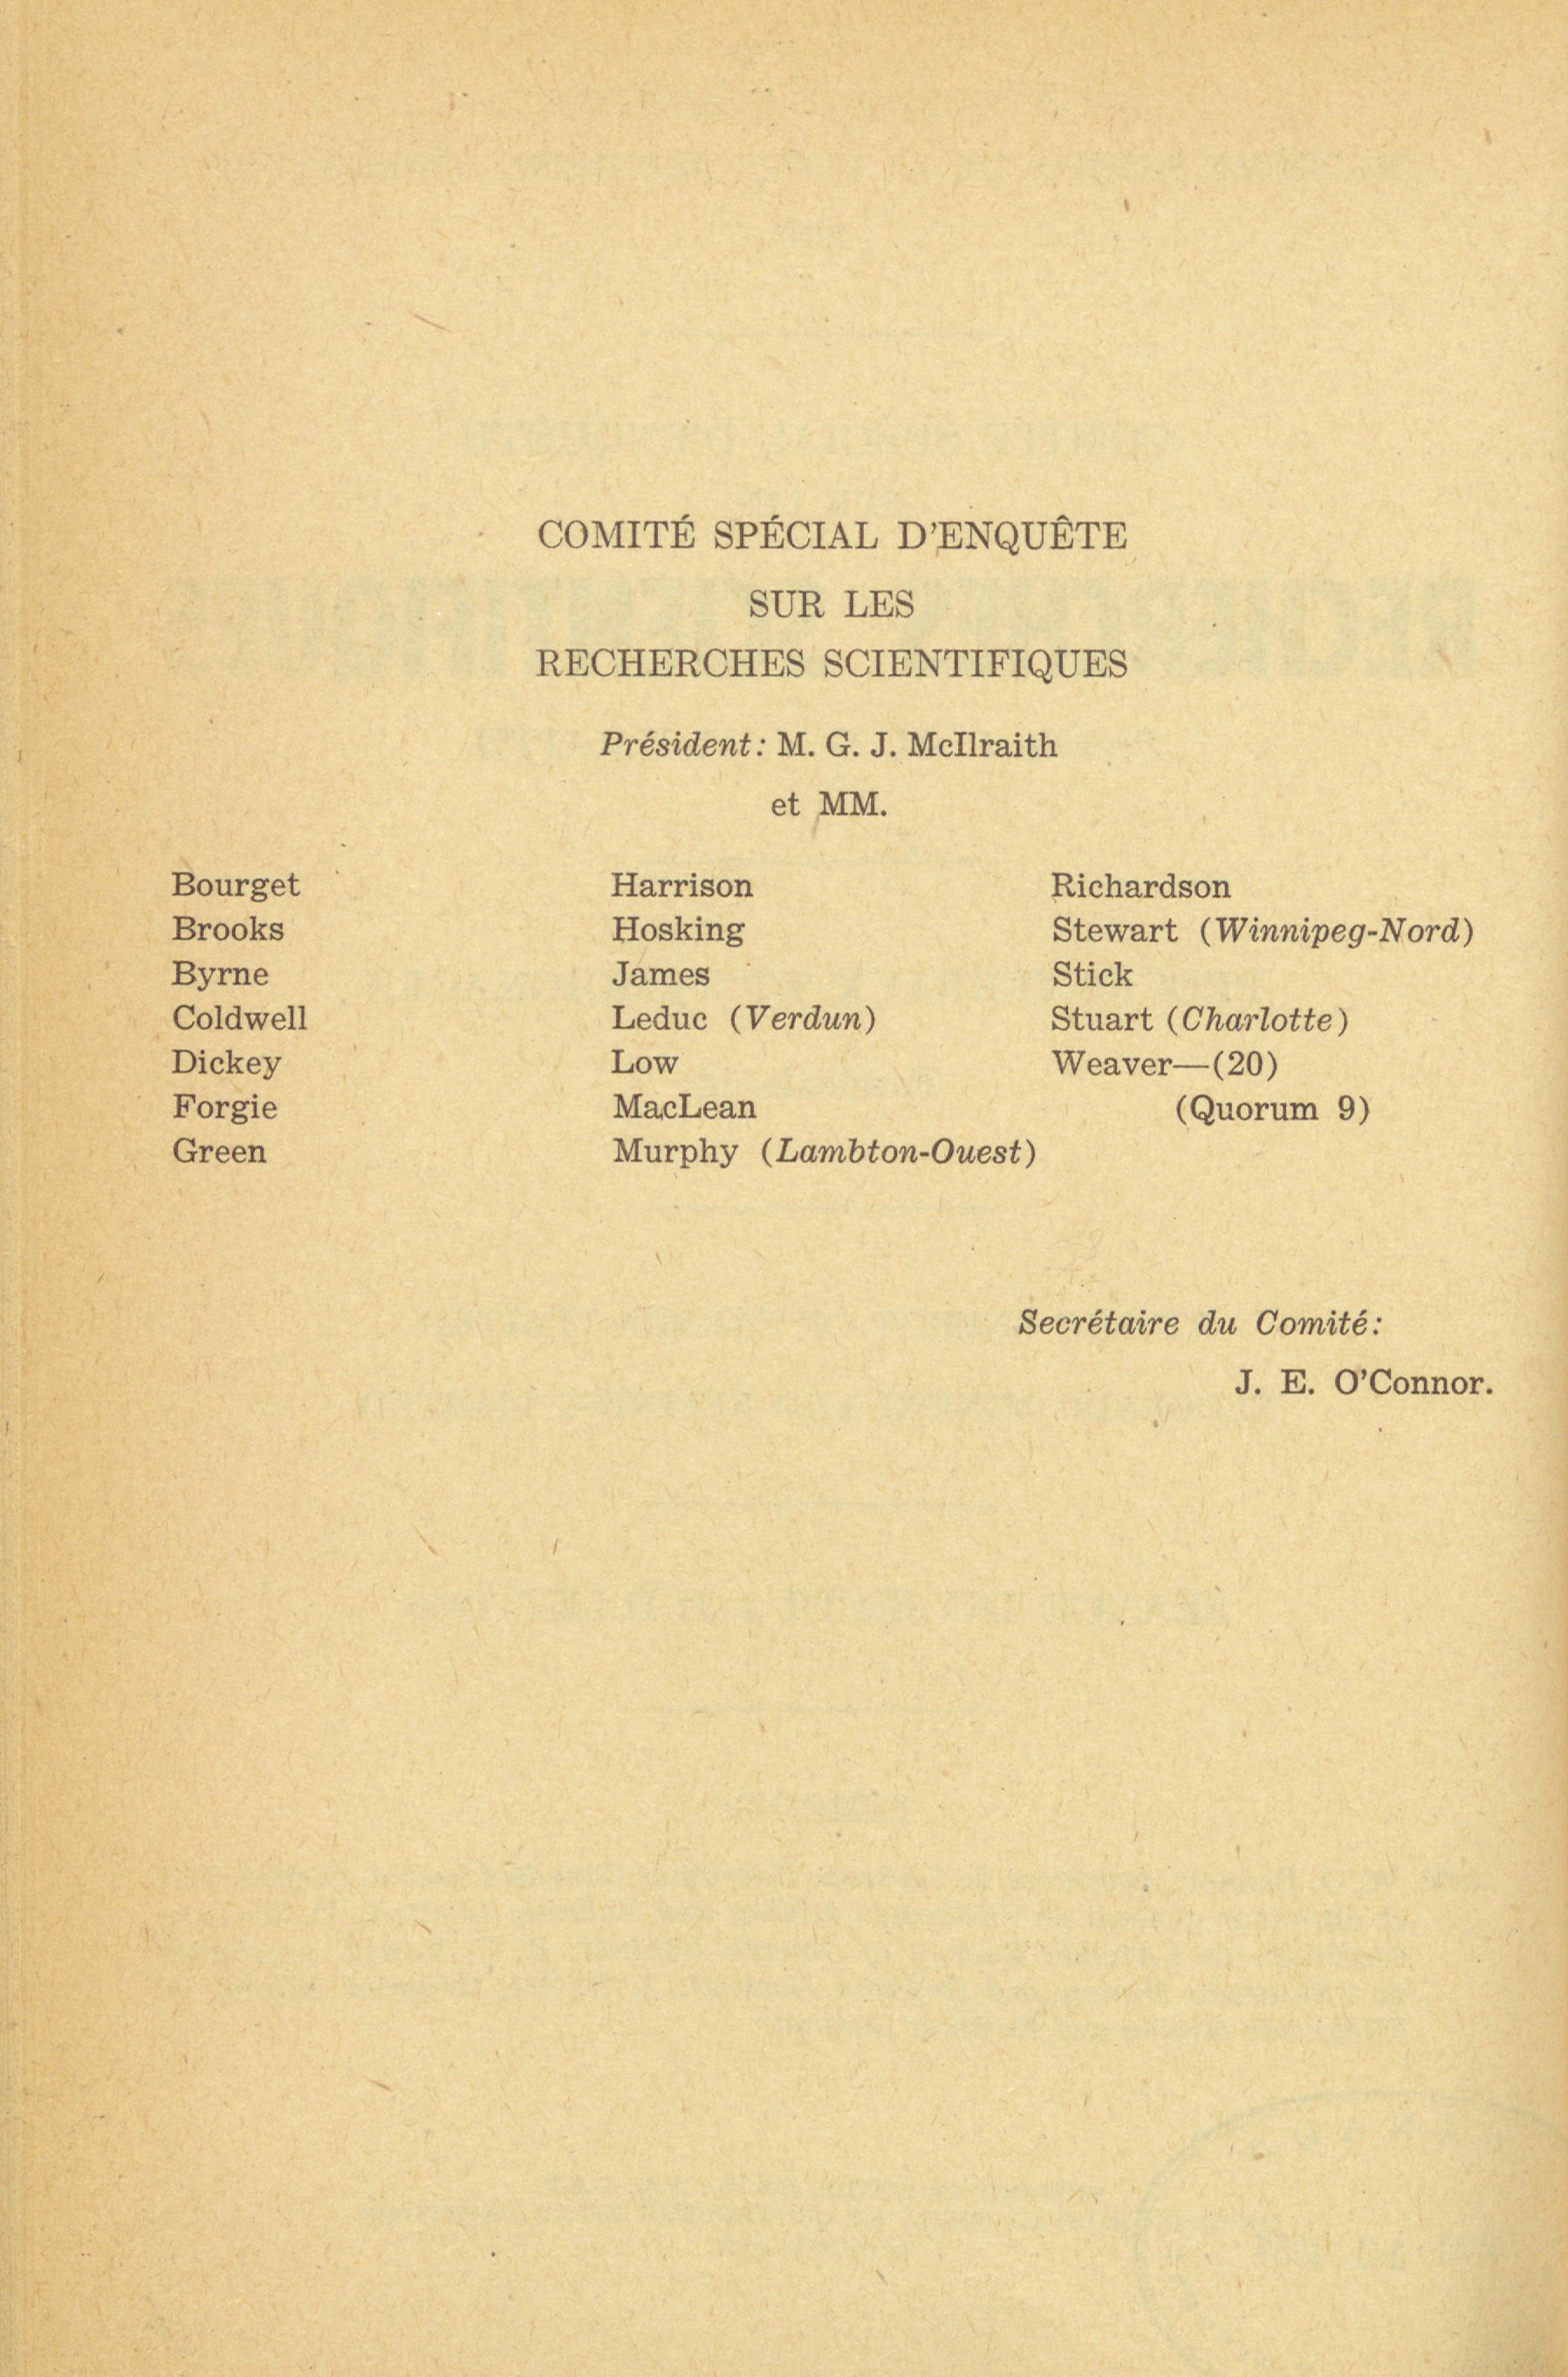 COMITÉ SPÉCIAL D'ENQUÊTE
SUR LES
RECHERCHES SCIENTIFIQUES
Président: M. G. J. McIlraith
et MM.
Bourget
Brooks
Byrne
Coldwell
Dickey
Forgie
Green
Harrison
Hosking
James
Leduc (Verdun)
Low
MacLean
Murphy (Lambton-Ouest)
Richardson
Stewart (Winnipeg-Nord)
Stick
Stuart (Charlotte)
Weaver—(20)
(Quorum 9)
Secrétaire du Comité:
J. E. O'Connor.